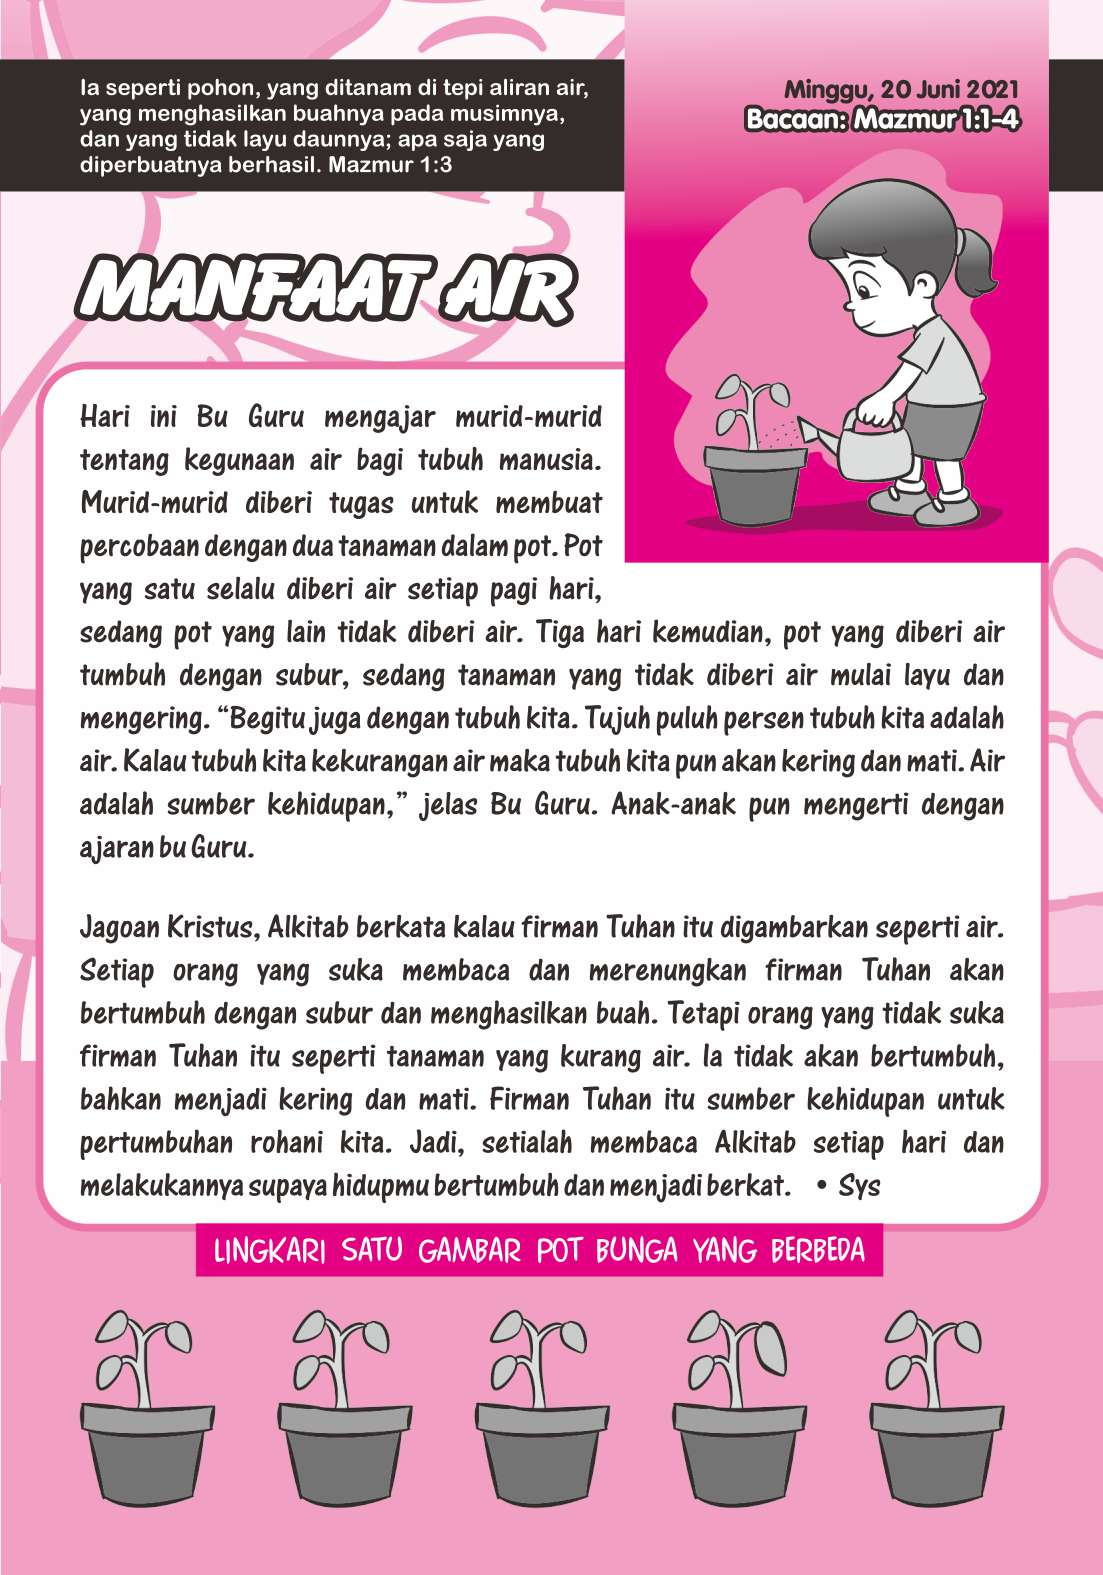 Ia seperti pohon, yang ditanam di tepi aliran air,
yang menghasilkan buahnya pada musimnya,
dan yang tidak layu daunnya; apa saja yang
diperbuatnya berhasil. Mazmur 1:3
Minggu, 20 Juni 2021
Bacaan: Mazmur 1:1-4
MANFAAT AIR
Hari ini Bu Guru mengajar murid-murid
tentang kegunaan air bagi tubuh manusia.
Murid-murid diberi tugas untuk membuat
percobaan dengan dua tanaman dalam pot. Pot
yang satu selalu diberi air setiap pagi hari,
sedang pot yang lain tidak diberi air. Tiga hari kemudian, pot yang diberi air
tumbuh dengan subur, sedang tanaman yang tidak diberi air mulai layu dan
mengering. “Begitu juga dengan tubuh kita. Tujuh puluh persen tubuh kita adalah
air. Kalau tubuh kita kekurangan air maka tubuh kita pun akan kering dan mati. Air
adalah sumber kehidupan,” jelas Bu Guru. Anak-anak pun mengerti dengan
ajaran bu Guru.
Jagoan Kristus, Alkitab berkata kalau firman Tuhan itu digambarkan seperti air.
Setiap orang yang suka membaca dan merenungkan firman Tuhan akan
bertumbuh dengan subur dan menghasilkan buah. Tetapi orang yang tidak suka
firman Tuhan itu seperti tanaman yang kurang air. Ia tidak akan bertumbuh,
bahkan menjadi kering dan mati. Firman Tuhan itu sumber kehidupan untuk
pertumbuhan rohani kita. Jadi, setialah membaca Alkitab setiap hari dan
melakukannya supaya hidupmu bertumbuh dan menjadi berkat. • Sys
LINGKARI SATU GAMBAR POT BUNGA YANG BERBEDA